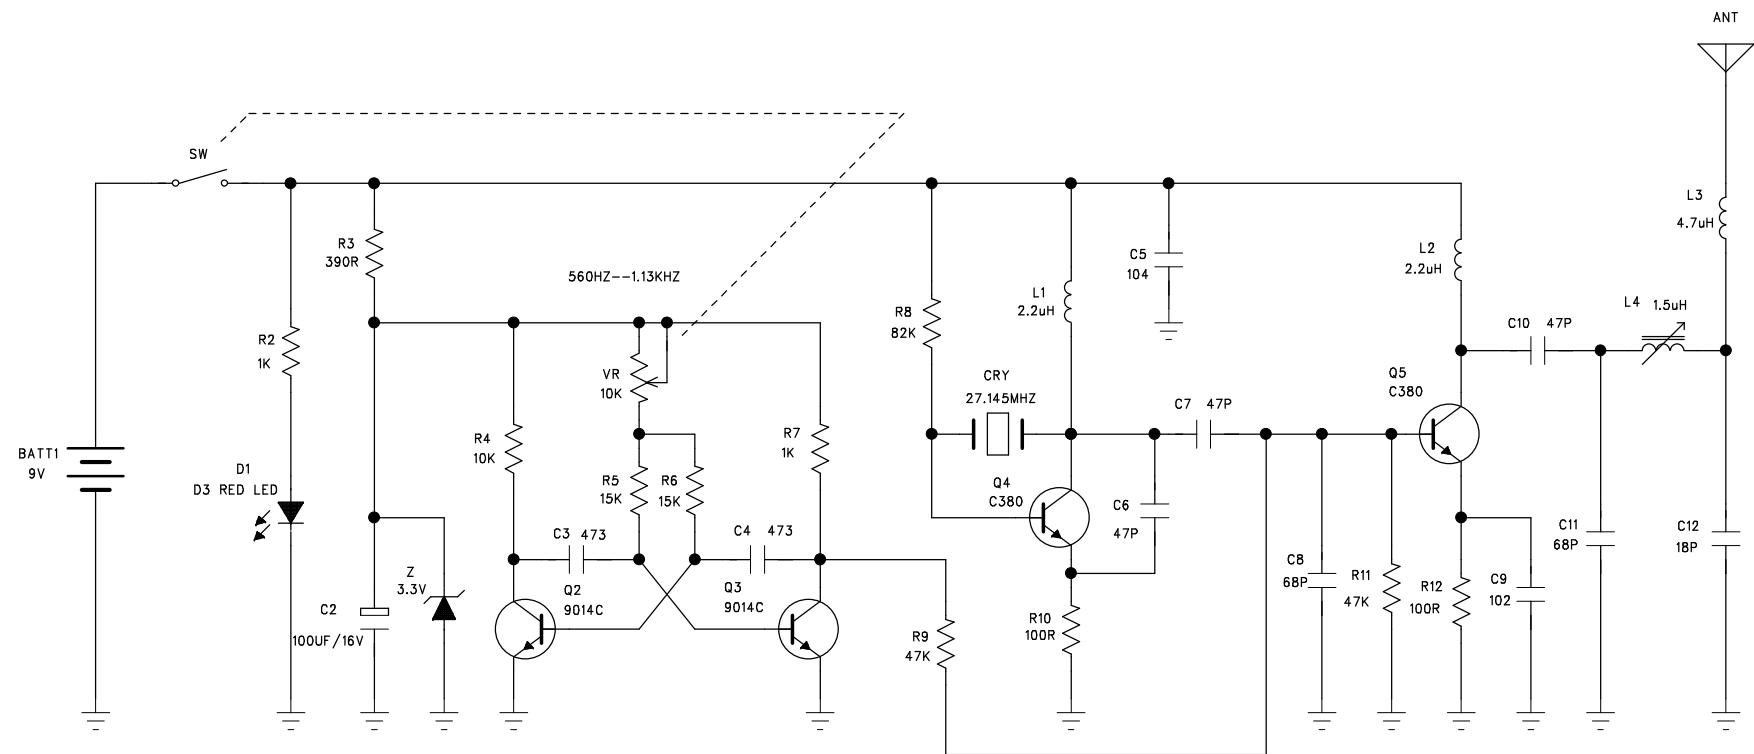 ANT
SW
L3
4.7uH
R3
390R
L2
2.2uH
C5
104
560HZ--1.13KHZ
L1
2.2uH
L4 1.5uH
R8
82K
C10 47P
R2
1K
VR
10K
CRY
27.145MHZ
Q5
C380
C7 47P
R4
10K
R7
1K
BATT1
9V
D1
D3 RED LED
R5
15K
R6
15K
Q4
C380
C6
47P
C3 473
C4 473
C11
68P
C12
18P
Z
3.3V
Q2
9014C
Q3
9014C
C8
68P
R11
47K
R12
100R
C9
102
C2
100UF/16V
R9
47K
R10
100R